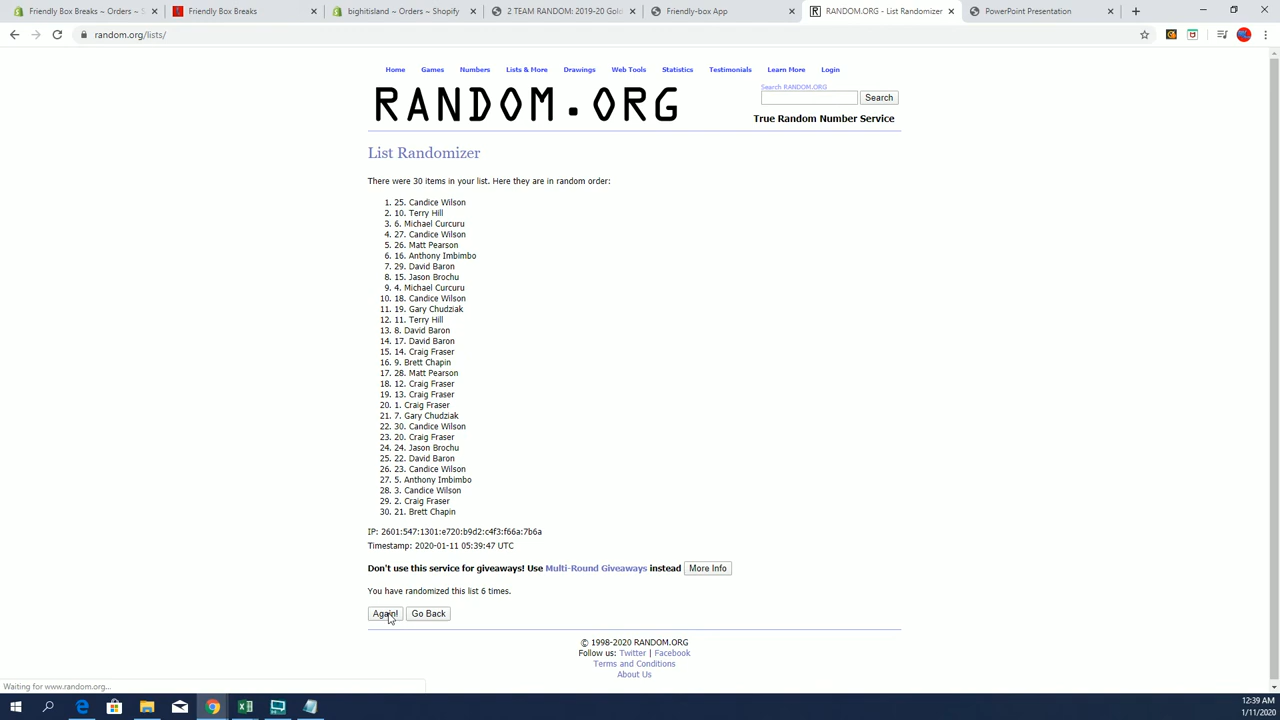 Friendly Box Breaks ~ Orders ~ S
Friendly Box Breaks
bightisland ~ Orders ~ Shopify
2 TEAM RANDOM: 2019-20 Gold
Friendly-box App
RANDOM.ORG - List Randomizer
PowerPoint Presentation
random.org/lists/
Home Games Numbers Lists & More Drawings Web Tools Statistics Testimonials Learn More Login
Search RANDOM.ORG
RANDOM.ORG
Search
True Random Number Service
List Randomizer
There were 30 items in your list. Here they are in random order:
1. 25. Candice Wilson
2. 10. Terry Hill
3. 6. Michael Curcuru
4. 27. Candice Wilson
5. 26. Matt Pearson
6. 16. Anthony Imbimbo
7. 29. David Baron
8. 15. Jason Brochu
9. 4. Michael Curcuru
10. 18. Candice Wilson
11. 19. Gary Chudziak
12. 11. Terry Hill
13. 8. David Baron
14. 17. David Baron
15. 14. Craig Fraser
16. 9. Brett Chapin
17. 28. Matt Pearson
18. 12. Craig Fraser
19. 13. Craig Fraser
20. 1. Craig Fraser
21. 7. Gary Chudziak
22. 30. Candice Wilson
23. 20. Craig Fraser
24. 24. Jason Brochu
25. 22. David Baron
26. 23. Candice Wilson
27. 5. Anthony Imbimbo
28. 3. Candice Wilson
29. 2. Craig Fraser
30. 21. Brett Chapin
IP: 2601:547:1301:e720:b9d2:c4f3:f66a:7b6a
Timestamp: 2020-01-11 05:39:47 UTC
Don't use this service for giveaways! Use Multi-Round Giveaways instead More Info
You have randomized this list 6 times.
Again! Go Back
© 1998-2020 RANDOM.ORG
Follow us: Twitter | Facebook
Terms and Conditions
About Us
Waiting for www.random.org...
12:39 AM
1/11/2020